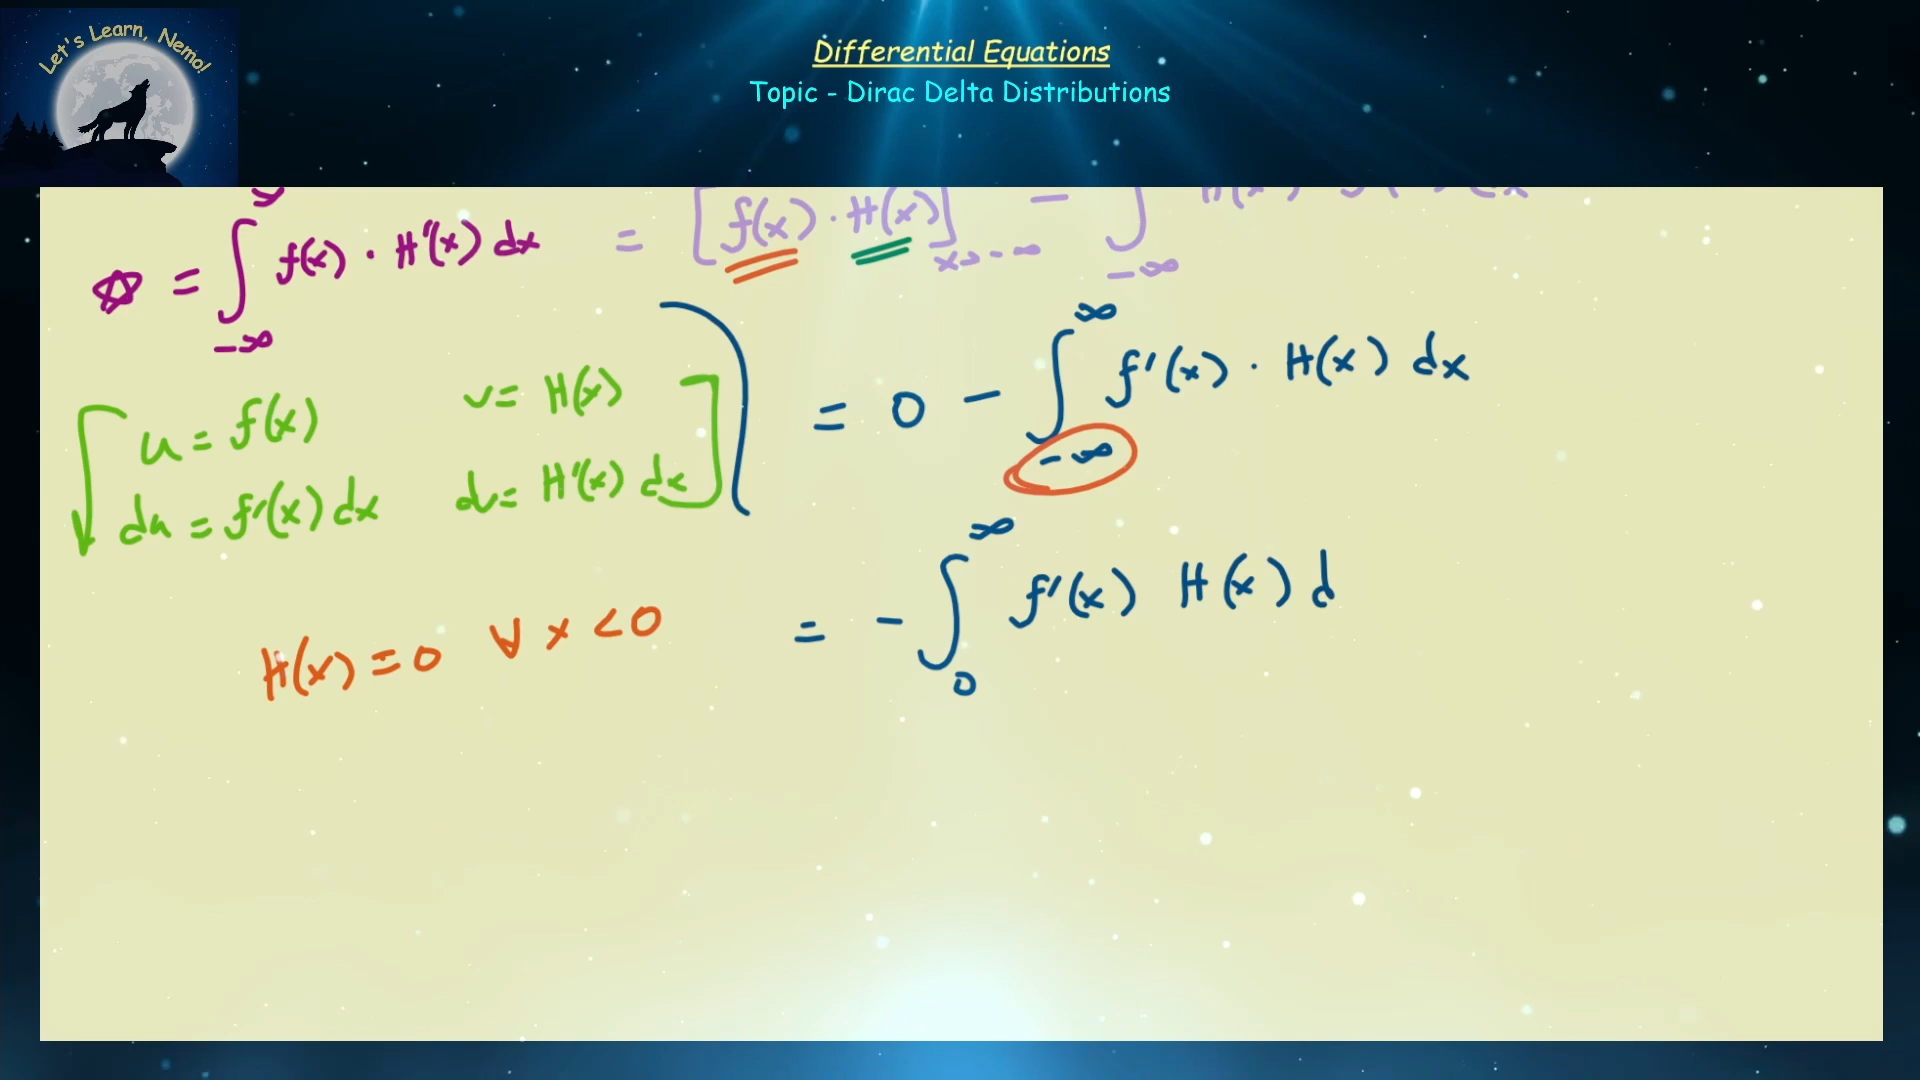 Let's Learn, Nemo!
Differential Equations
Topic - Dirac Delta Distributions
☆ = ∫_{-∞}^{∞} f(x) · H'(x) dx = [f(x) · H(x)]_{x→-∞} - ∫_{-∞}
u = f(x) v = H(x)
du = f'(x) dx dv = H'(x) dx
= 0 - ∫_{-∞}^{∞} f'(x) · H(x) dx
H(x) = 0 ∀ x < 0
= - ∫_{0}^{∞} f'(x) H(x) d